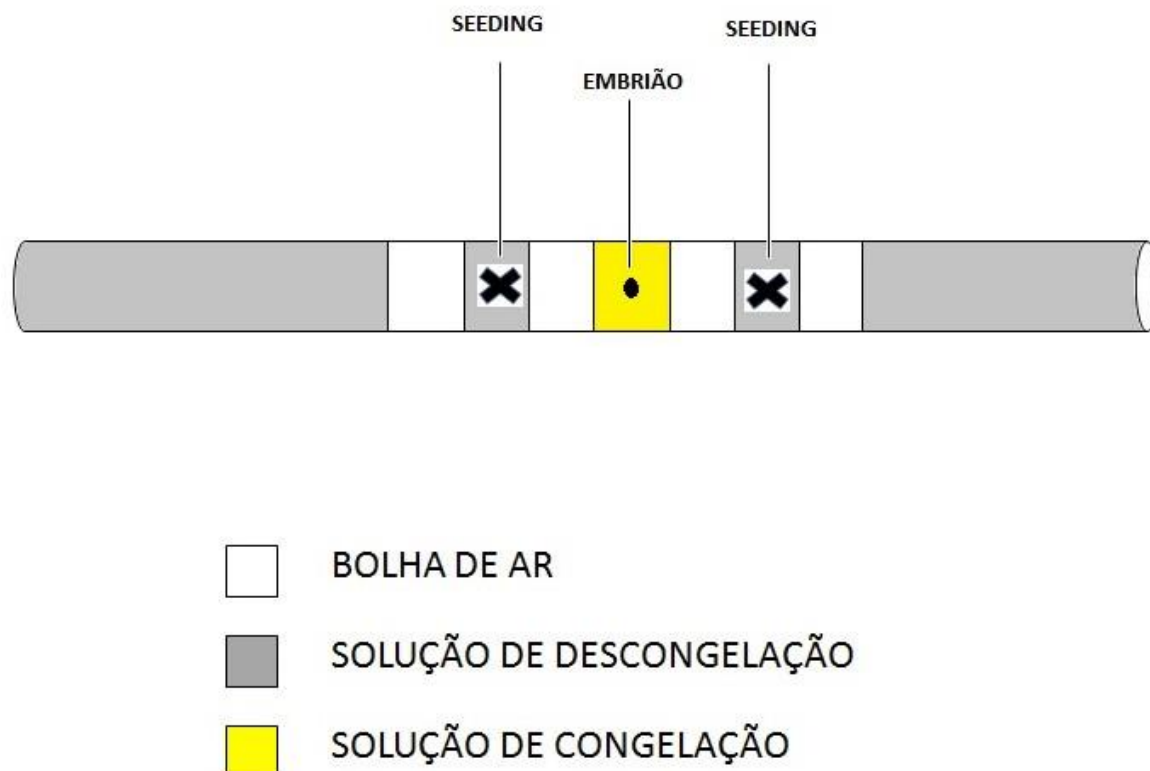 SEEDING
SEEDING
EMBRIÃO
BOLHA DE AR
SOLUÇÃO DE DESCONGELAÇÃO
SOLUÇÃO DE CONGELAÇÃO